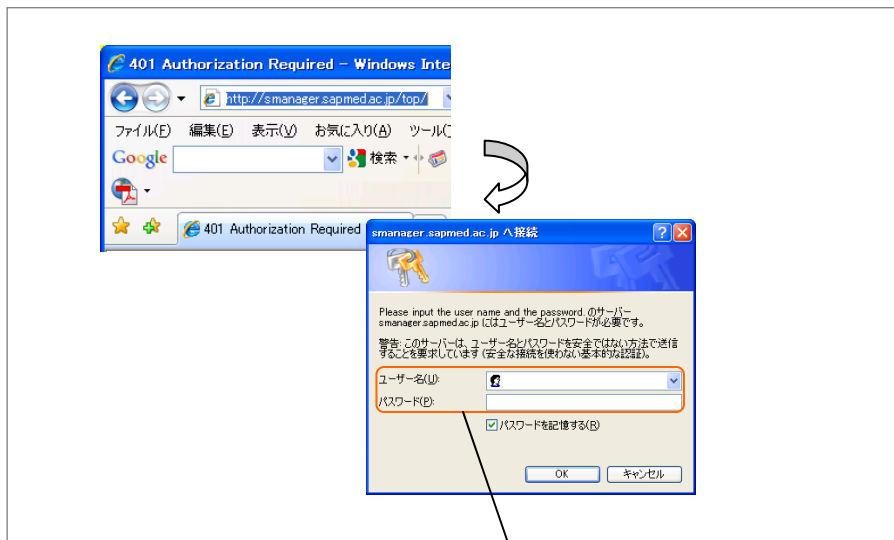 401 Authorization Required - Windows Inte
http://smanager.sapmed.ac.jp/top/
ファイル(F) 編集(E) 表示(V) お気に入り(A) ツール(
Google 検索
401 Authorization Required
smanager.sapmed.ac.jp へ接続
Please input the user name and the password. のサーバー
smanager.sapmed.ac.jp にはユーザー名とパスワードが必要です。
警告: このサーバーは、ユーザー名とパスワードを安全ではない方法で送信
することを要求しています (安全な接続を使わない基本的な認証)。
ユーザー名(U):
パスワード(P):
パスワードを記憶する(R)
OK キャンセル